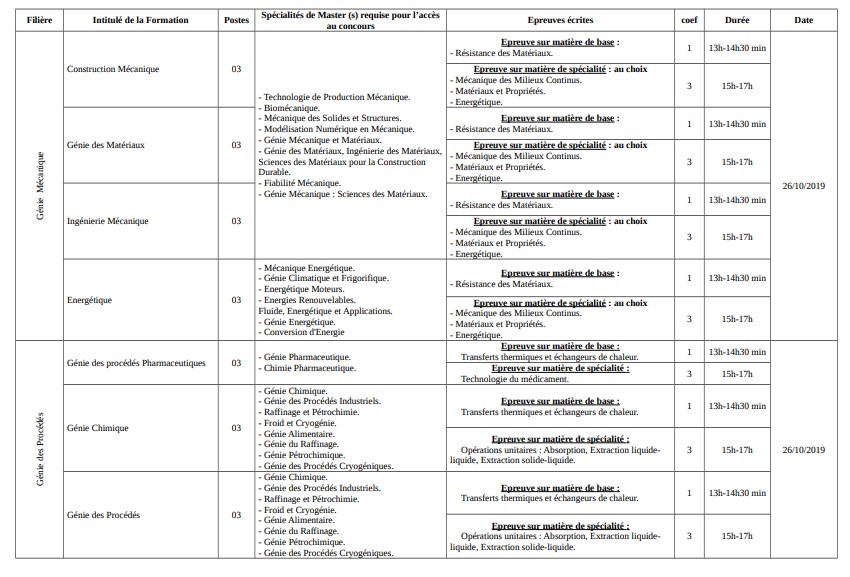 Filière Intitulé de la Formation Postes Spécialités de Master (s) requise pour l'accès au concours Epreuves écrites coef Durée Date
Génie Mécanique
Construction Mécanique 03
- Technologie de Production Mécanique.
- Biomécanique.
- Mécanique des Solides et Structures.
- Modélisation Numérique en Mécanique.
- Génie Mécanique et Matériaux.
- Génie des Matériaux, Ingénierie des Matériaux,
Sciences des Matériaux pour la Construction
Durable.
- Fiabilité Mécanique.
- Génie Mécanique : Sciences des Matériaux.
Epreuve sur matière de base :
- Résistance des Matériaux.
1 13h-14h30 min
Epreuve sur matière de spécialité : au choix
- Mécanique des Milieux Continus.
- Matériaux et Propriétés.
- Energétique.
3 15h-17h
26/10/2019
Génie des Matériaux 03
Epreuve sur matière de base :
- Résistance des Matériaux.
1 13h-14h30 min
Epreuve sur matière de spécialité : au choix
- Mécanique des Milieux Continus.
- Matériaux et Propriétés.
- Energétique.
3 15h-17h
Ingénierie Mécanique 03
Epreuve sur matière de base :
- Résistance des Matériaux.
1 13h-14h30 min
Epreuve sur matière de spécialité : au choix
- Mécanique des Milieux Continus.
- Matériaux et Propriétés.
- Energétique.
3 15h-17h
Energétique 03
- Mécanique Energétique.
- Génie Climatique et Frigorifique.
- Energétique Moteurs.
- Energies Renouvelables.
Fluide, Energétique et Applications.
- Génie Energétique.
- Conversion d'Energie
Epreuve sur matière de base :
- Résistance des Matériaux.
1 13h-14h30 min
Epreuve sur matière de spécialité : au choix
- Mécanique des Milieux Continus.
- Matériaux et Propriétés.
- Energétique.
3 15h-17h
Génie des Procédés
Génie des procédés Pharmaceutiques 03
- Génie Pharmaceutique.
- Chimie Pharmaceutique.
Epreuve sur matière de base :
Transferts thermiques et échangeurs de chaleur.
1 13h-14h30 min
Epreuve sur matière de spécialité :
Technologie du médicament.
3 15h-17h
26/10/2019
Génie Chimique 03
- Génie Chimique.
- Génie des Procédés Industriels.
- Raffinage et Pétrochimie.
- Froid et Cryogénie.
- Génie Alimentaire.
- Génie du Raffinage.
- Génie Pétrochimique.
- Génie des Procédés Cryogéniques.
Epreuve sur matière de base :
Transferts thermiques et échangeurs de chaleur.
1 13h-14h30 min
Epreuve sur matière de spécialité :
Opérations unitaires : Absorption, Extraction liquide-
liquide, Extraction solide-liquide.
3 15h-17h
Génie des Procédés 03
- Génie Chimique.
- Génie des Procédés Industriels.
- Raffinage et Pétrochimie.
- Froid et Cryogénie.
- Génie Alimentaire.
- Génie du Raffinage.
- Génie Pétrochimique.
- Génie des Procédés Cryogéniques.
Epreuve sur matière de base :
Transferts thermiques et échangeurs de chaleur.
1 13h-14h30 min
Epreuve sur matière de spécialité :
Opérations unitaires : Absorption, Extraction liquide-
liquide, Extraction solide-liquide.
3 15h-17h